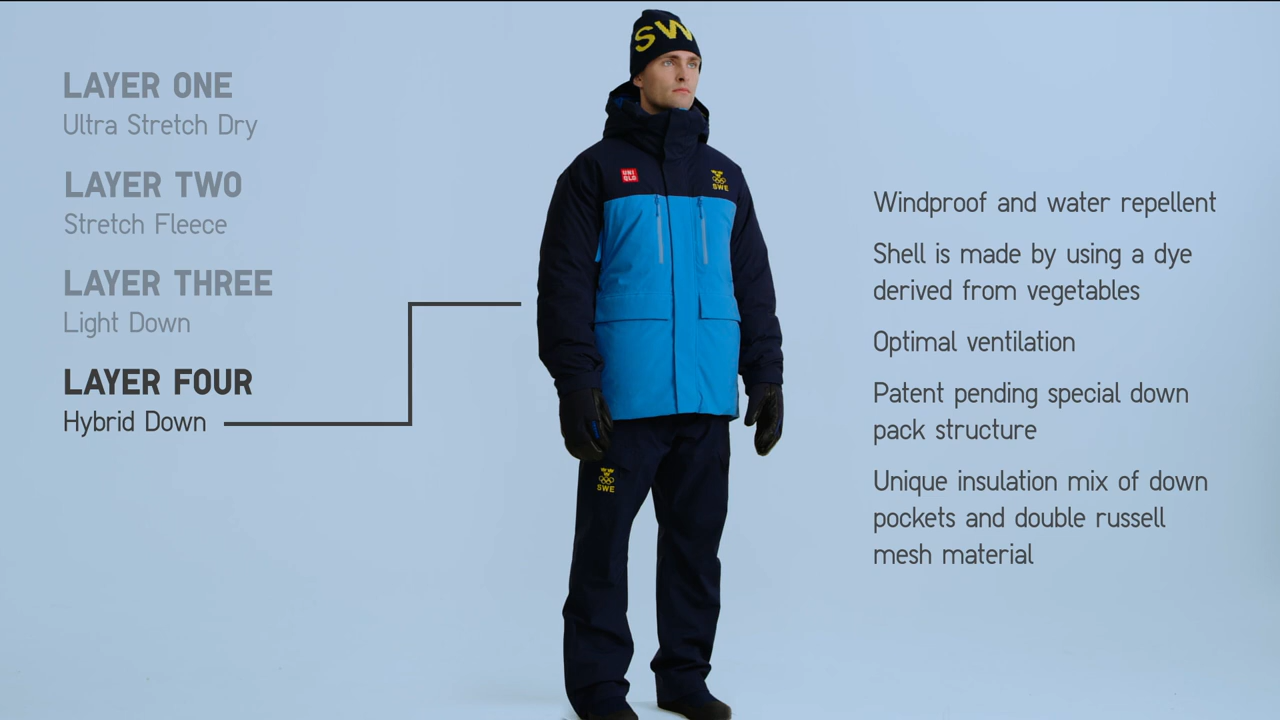 SW
LAYER ONE
Ultra Stretch Dry
LAYER TWO
Stretch Fleece
LAYER THREE
Light Down
LAYER FOUR
Hybrid Down
UNI
QLO
SWE
SWE
Windproof and water repellent
Shell is made by using a dye
derived from vegetables
Optimal ventilation
Patent pending special down
pack structure
Unique insulation mix of down
pockets and double russell
mesh material